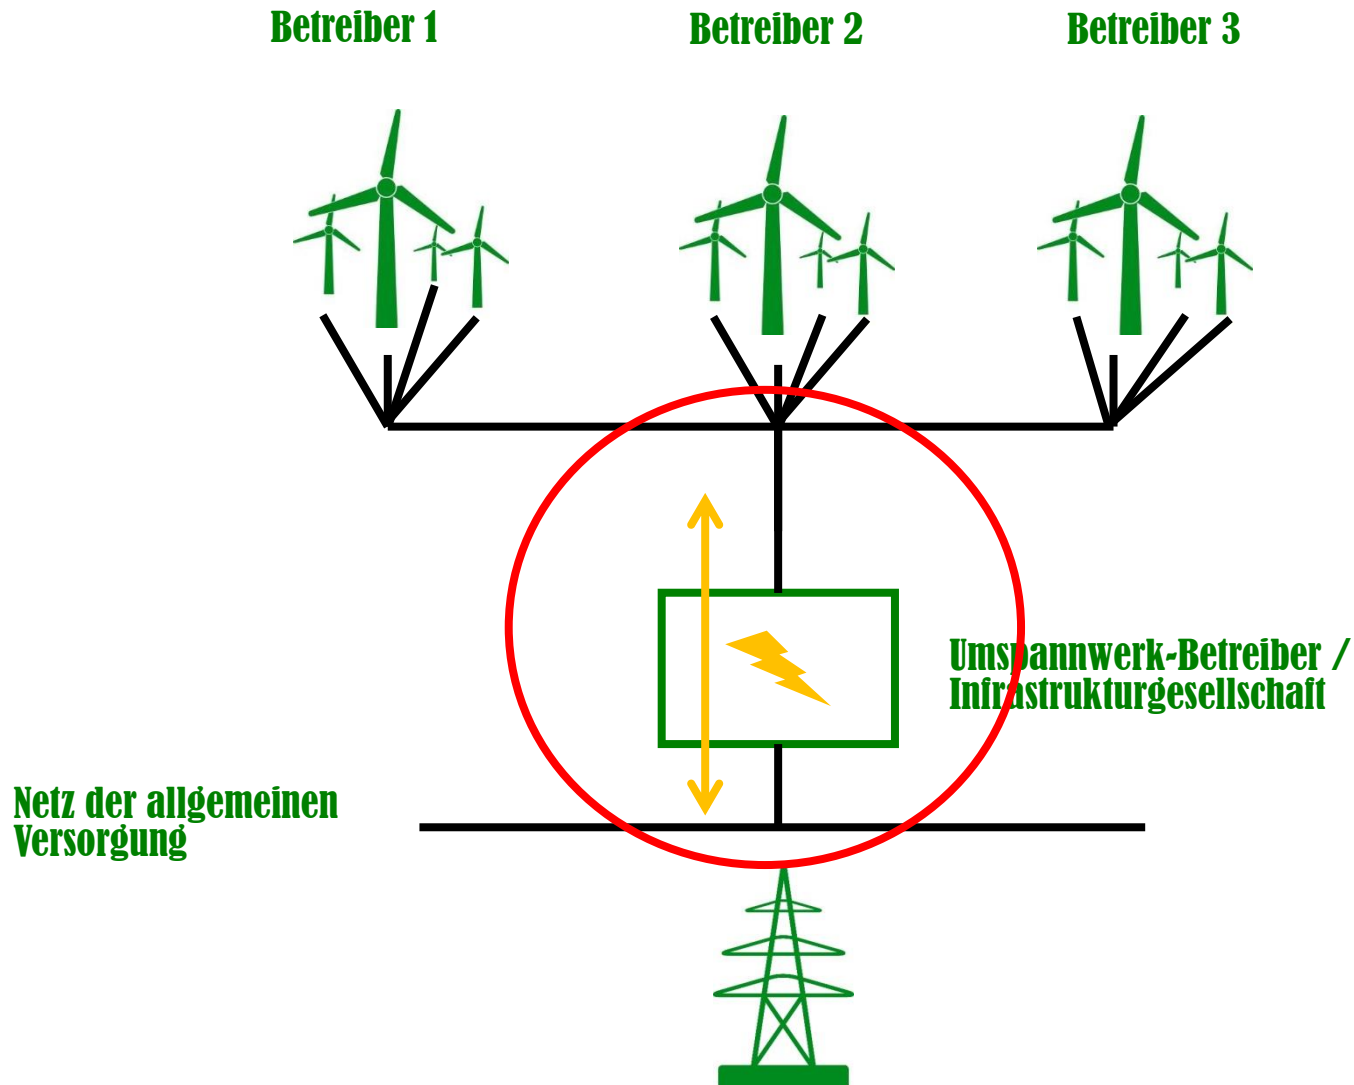 Betreiber 1
Betreiber 2
Betreiber 3
Umspannwerk-Betreiber /
Infrastrukturgesellschaft
Netz der allgemeinen
Versorgung